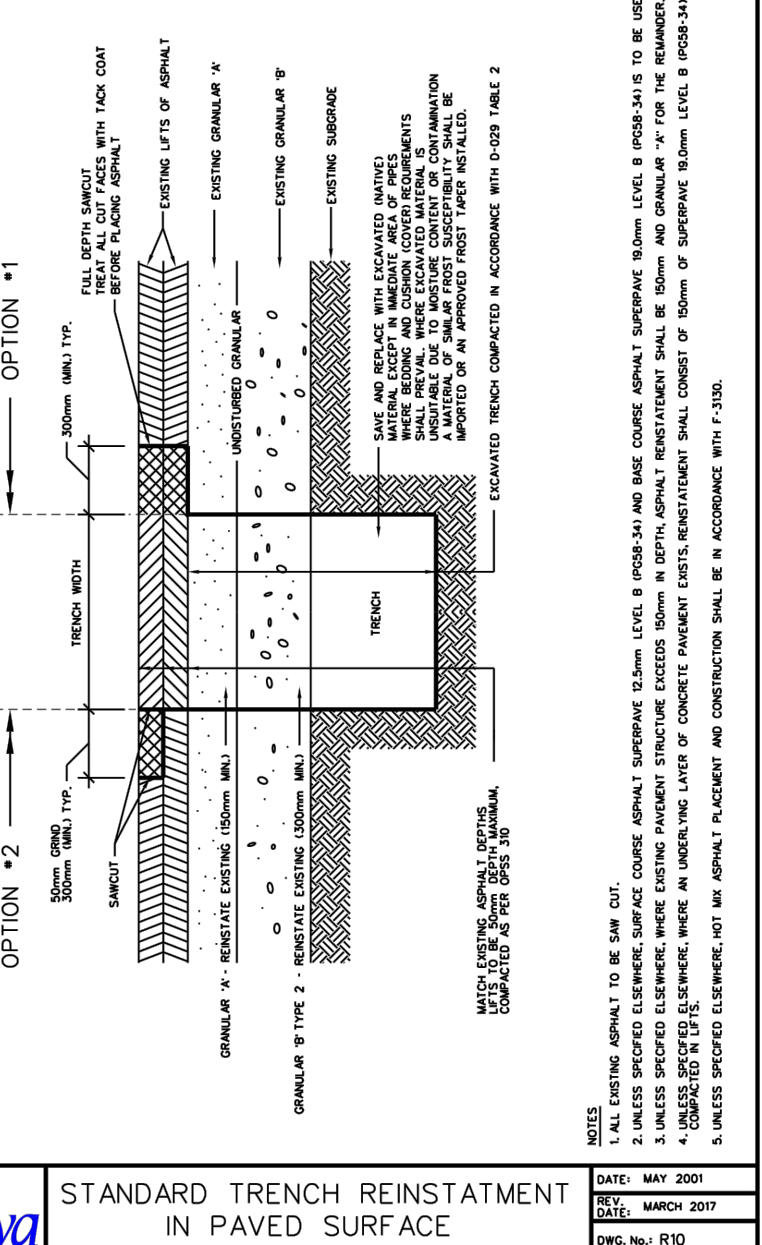 OPTION #2
OPTION #1
50mm GRIND
300mm (MIN.) TYP.
SAWCUT
TRENCH WIDTH
300mm (MIN.) TYP.
FULL DEPTH SAWCUT
TREAT ALL CUT FACES WITH TACK COAT
BEFORE PLACING ASPHALT
EXISTING LIFTS OF ASPHALT
EXISTING GRANULAR 'A'
UNDISTURBED GRANULAR
EXISTING GRANULAR 'B'
EXISTING SUBGRADE
GRANULAR 'A' - REINSTATE EXISTING (150mm MIN.)
GRANULAR 'B' TYPE 2 - REINSTATE EXISTING (300mm MIN.)
TRENCH
SAVE AND REPLACE WITH EXCAVATED (NATIVE)
MATERIAL EXCEPT IN IMMEDIATE AREA OF PIPES
WHERE BEDDING AND CUSHION (COVER) REQUIREMENTS
SHALL PREVAIL. WHERE EXCAVATED MATERIAL IS
UNSUITABLE DUE TO MOISTURE CONTENT OR CONTAMINATION
A MATERIAL OF SIMILAR FROST SUSCEPTIBILITY SHALL BE
IMPORTED OR AN APPROVED FROST TAPER INSTALLED.
MATCH EXISTING ASPHALT DEPTHS
LIFTS TO BE 50mm DEPTH MAXIMUM,
COMPACTED AS PER OPSS 310
EXCAVATED TRENCH COMPACTED IN ACCORDANCE WITH D-029 TABLE 2
NOTES
1. ALL EXISTING ASPHALT TO BE SAW CUT.
2. UNLESS SPECIFIED ELSEWHERE, SURFACE COURSE ASPHALT SUPERPAVE 12.5mm LEVEL B (PG58-34) AND BASE COURSE ASPHALT SUPERPAVE 19.0mm LEVEL B (PG58-34) IS TO BE USE
3. UNLESS SPECIFIED ELSEWHERE, WHERE EXISTING PAVEMENT STRUCTURE EXCEEDS 150mm IN DEPTH, ASPHALT REINSTATEMENT SHALL BE 150mm AND GRANULAR "A" FOR THE REMAINDER.
4. UNLESS SPECIFIED ELSEWHERE, WHERE AN UNDERLYING LAYER OF CONCRETE PAVEMENT EXISTS, REINSTATEMENT SHALL CONSIST OF 150mm OF SUPERPAVE 19.0mm LEVEL B (PG58-34)
COMPACTED IN LIFTS.
5. UNLESS SPECIFIED ELSEWHERE, HOT MIX ASPHALT PLACEMENT AND CONSTRUCTION SHALL BE IN ACCORDANCE WITH F-3130.
STANDARD TRENCH REINSTATMENT
IN PAVED SURFACE
DATE: MAY 2001
REV. DATE: MARCH 2017
DWG. No.: R10